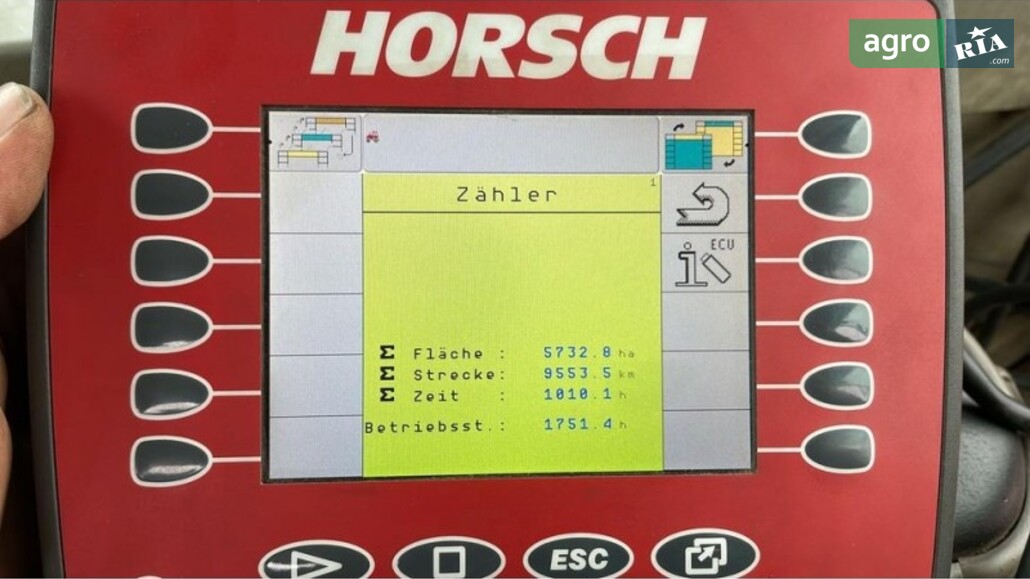 HORSCH
agro RIA .com
1
Zähler
ECU
Σ Fläche : 5732.8 ha
Σ Strecke: 9553.5 km
Σ Zeit : 1010.1 h
Betriebsst.: 1751.4 h
ESC